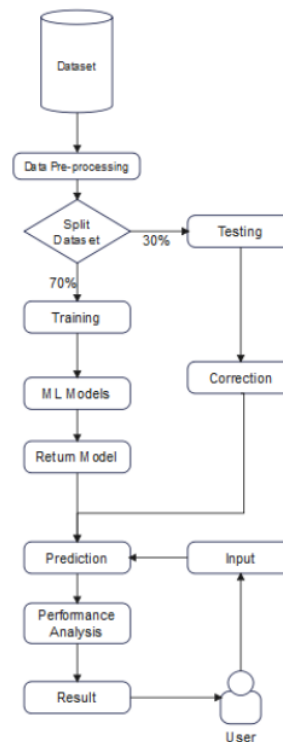 Dataset
Data Pre-processing
Split
Dataset
30%
Testing
70%
Training
Correction
ML Models
Return Model
Prediction
Input
Performance
Analysis
Result
User